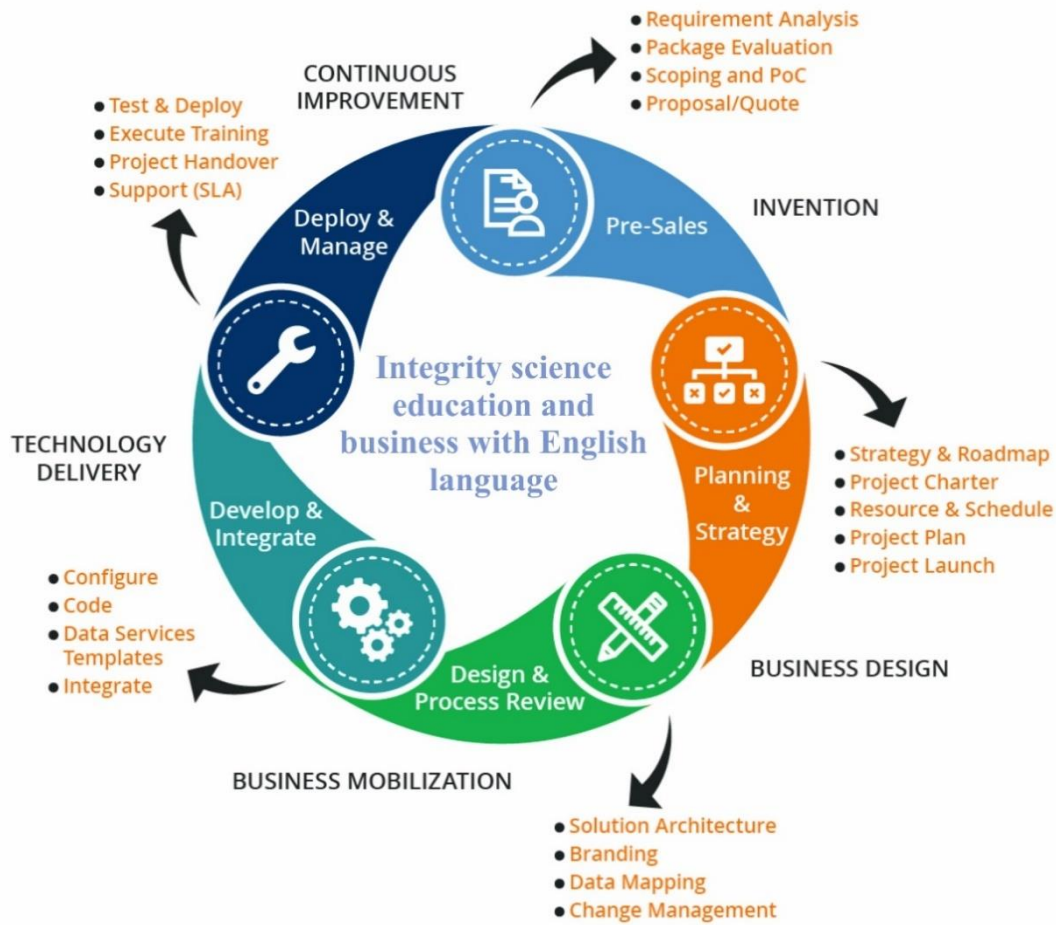 Requirement Analysis
Package Evaluation
Scoping and PoC
Proposal/Quote
CONTINUOUS
IMPROVEMENT
Test & Deploy
Execute Training
Project Handover
Support (SLA)
Deploy &
Manage
Pre-Sales
INVENTION
Integrity science
education and
business with English
language
Planning
&
Strategy
Strategy & Roadmap
Project Charter
Resource & Schedule
Project Plan
Project Launch
TECHNOLOGY
DELIVERY
Develop &
Integrate
Configure
Code
Data Services
Templates
Integrate
Design &
Process Review
BUSINESS DESIGN
BUSINESS MOBILIZATION
Solution Architecture
Branding
Data Mapping
Change Management